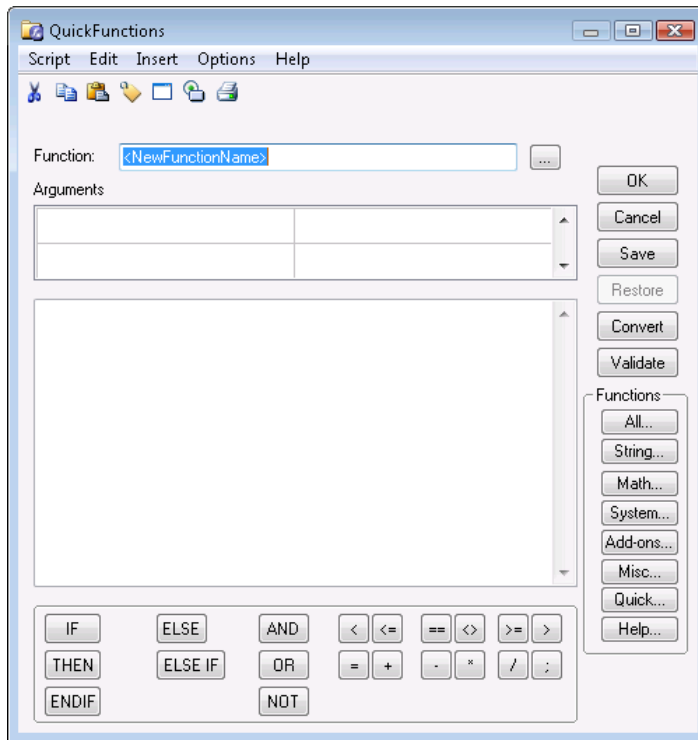 QuickFunctions
Script Edit Insert Options Help
Function: <NewFunctionName> ...
Arguments
OK
Cancel
Save
Restore
Convert
Validate
Functions
All...
String...
Math...
System...
Add-ons...
Misc...
Quick...
Help...
IF ELSE AND < <= == <> >= >
THEN ELSE IF OR = + - * / ;
ENDIF NOT